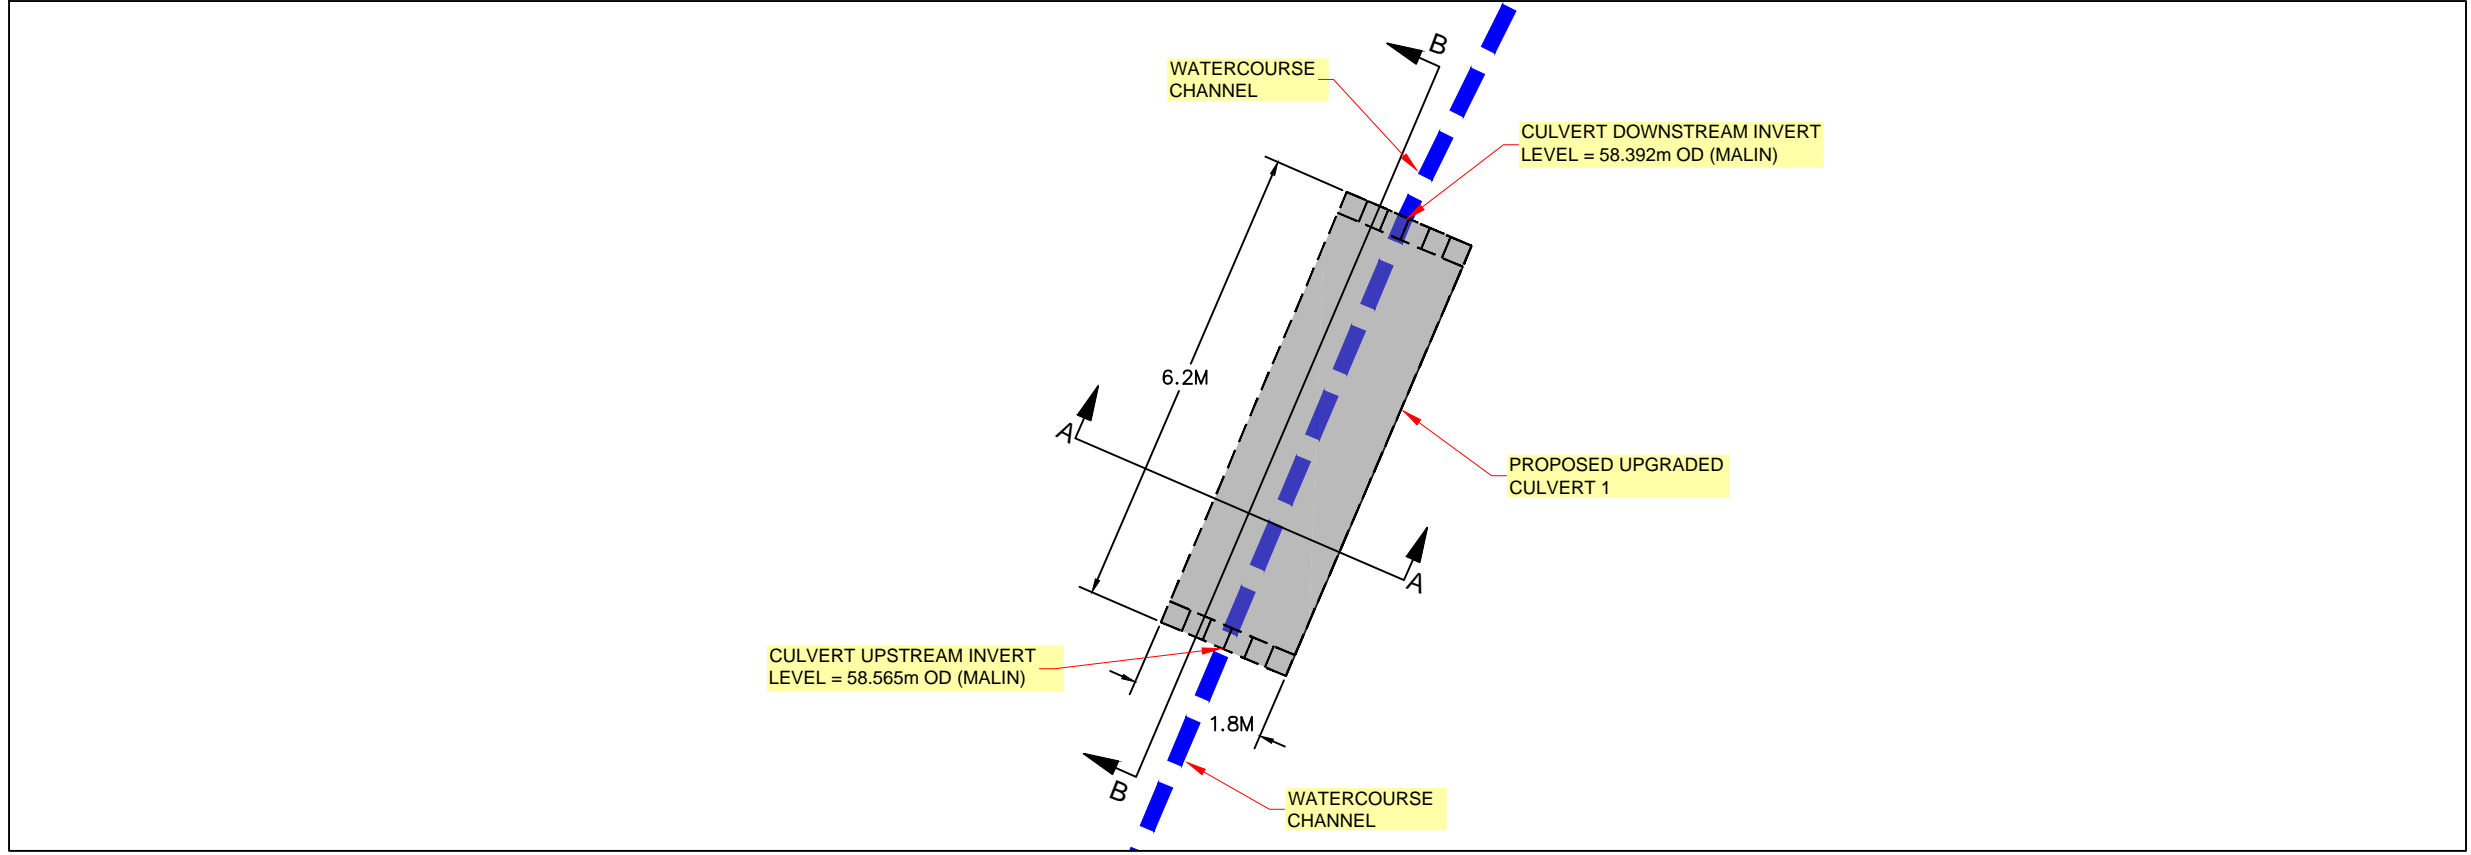 B
WATERCOURSE
CHANNEL
CULVERT DOWNSTREAM INVERT
LEVEL = 58.392m OD (MALIN)
6.2M
A
PROPOSED UPGRADED
CULVERT 1
A
CULVERT UPSTREAM INVERT
LEVEL = 58.565m OD (MALIN)
1.8M
B
WATERCOURSE
CHANNEL